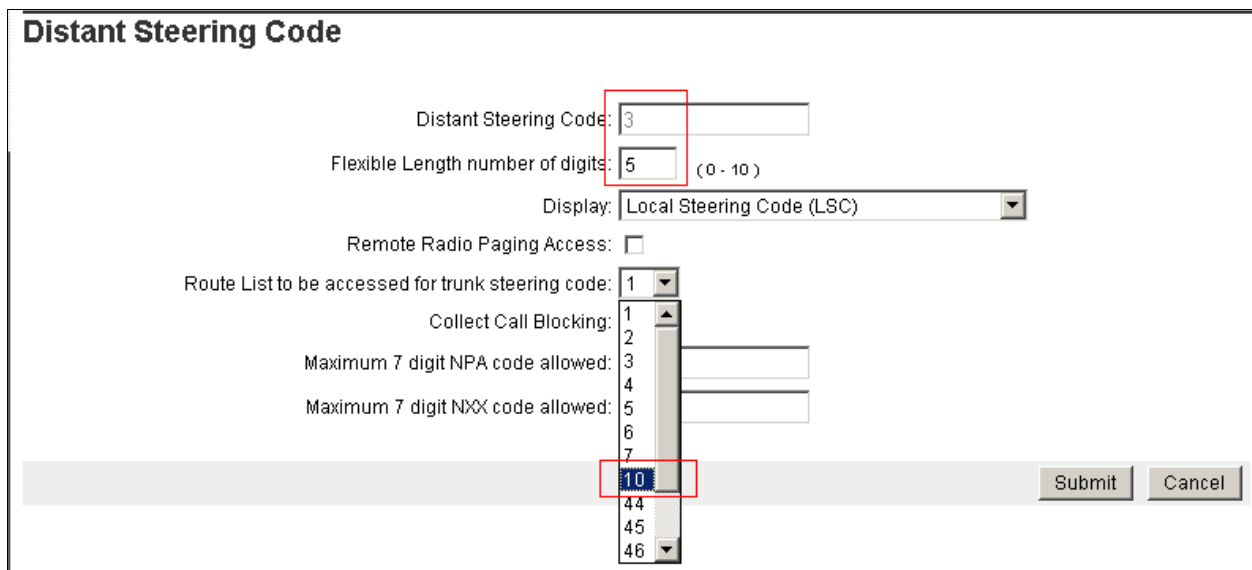 Distant Steering Code
Distant Steering Code: 3
Flexible Length number of digits: 5 (0 - 10)
Display: Local Steering Code (LSC)
Remote Radio Paging Access:
Route List to be accessed for trunk steering code: 1
1
Collect Call Blocking:
2
Maximum 7 digit NPA code allowed: 3
4
Maximum 7 digit NXX code allowed: 5
6
7
10
Submit Cancel
44
45
46